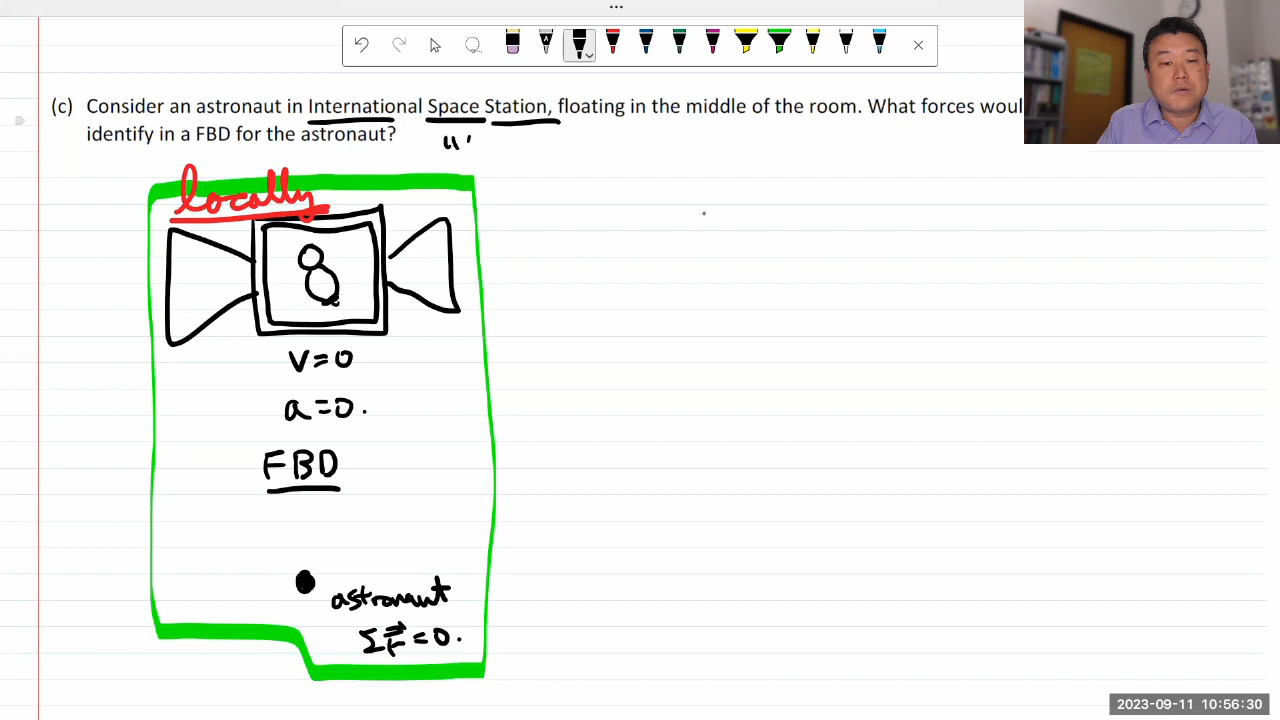 (c) Consider an astronaut in International Space Station, floating in the middle of the room. What forces woul
identify in a FBD for the astronaut?
locally
V=0
a=0.
FBD
astronaut
ΣF⃗=0.
2023-09-11 10:56:30